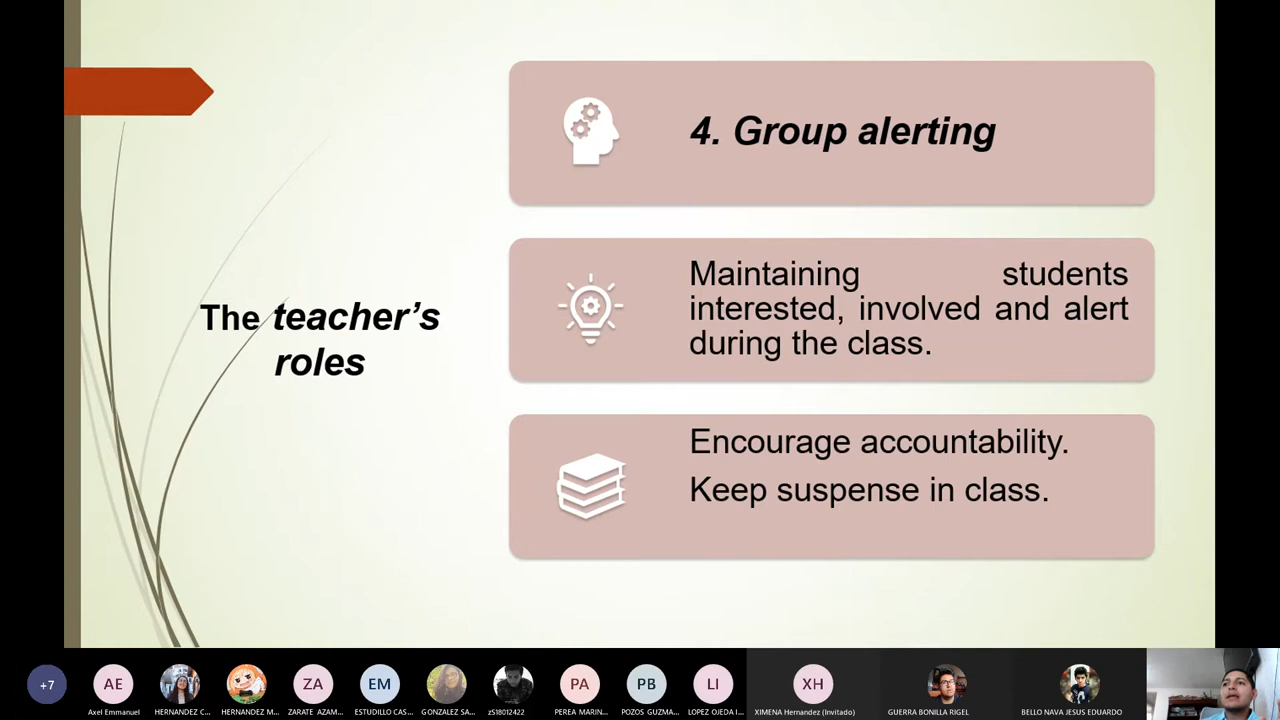 4. Group alerting
The teacher's
roles
Maintaining students
interested, involved and alert
during the class.
Encourage accountability.
Keep suspense in class.
+7
AE
ZA
EM
PA
PB
LI
XH
Axel Emmanuel
HERNANDEZ C...
HERNANDEZ M...
ZARATE AZAM...
ESTUDILLO CAS...
GONZALEZ SA...
zS18012422
PEREA MARIN...
POZOS GUZMA...
LOPEZ OJEDA I...
XIMENA Hernandez (Invitado)
GUERRA BONILLA RIGEL
BELLO NAVA JESUS EDUARDO